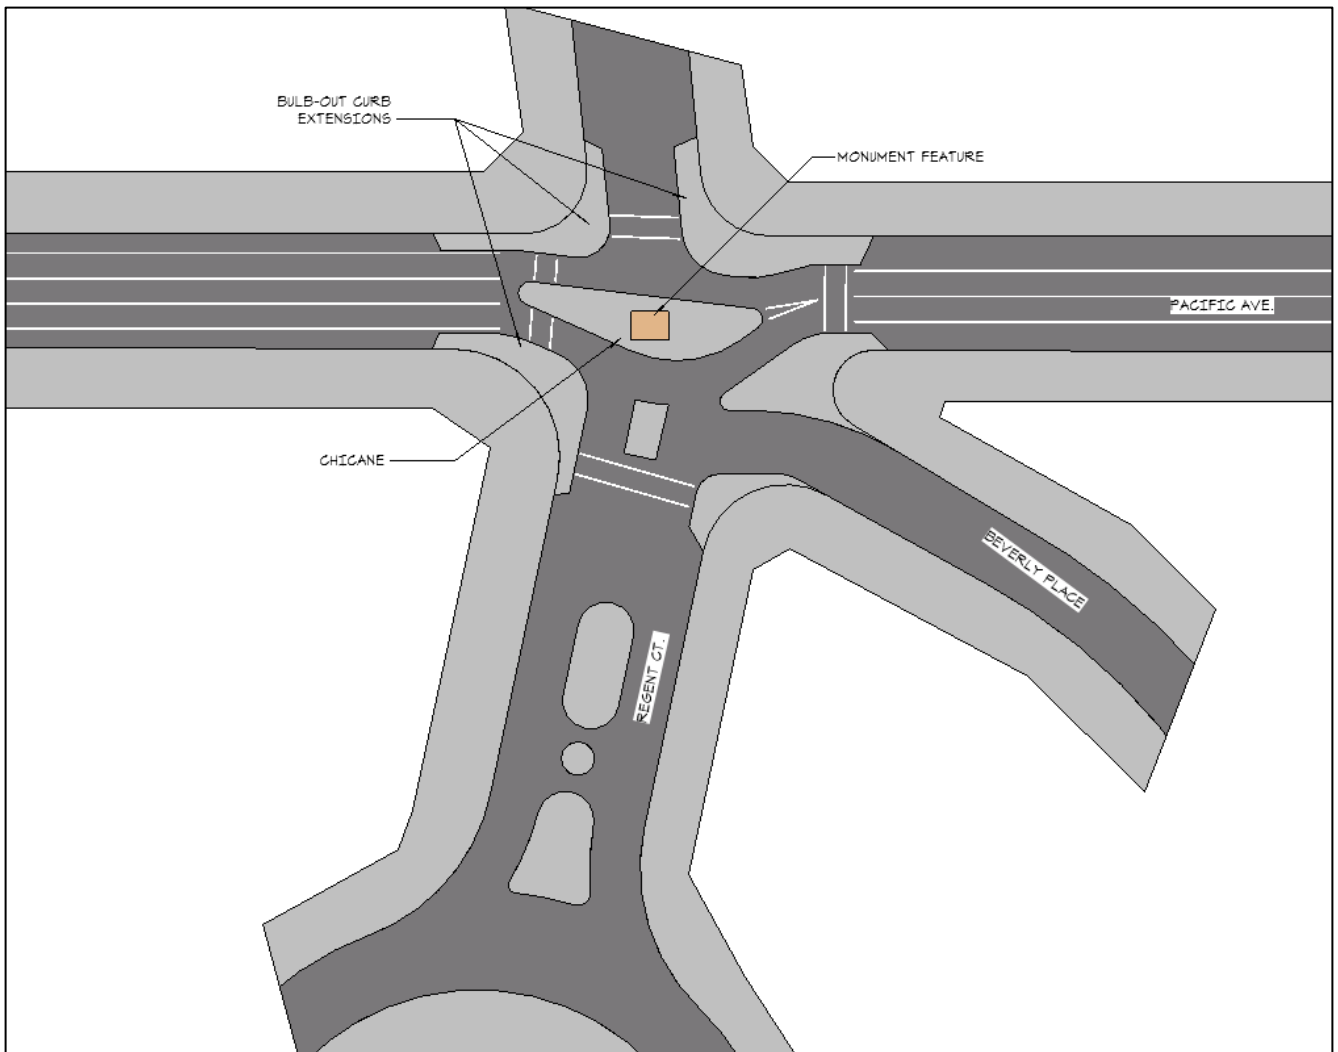 BULB-OUT CURB
EXTENSIONS
MONUMENT FEATURE
PACIFIC AVE.
CHICANE
BEVERLY PLACE
REGENT CT.